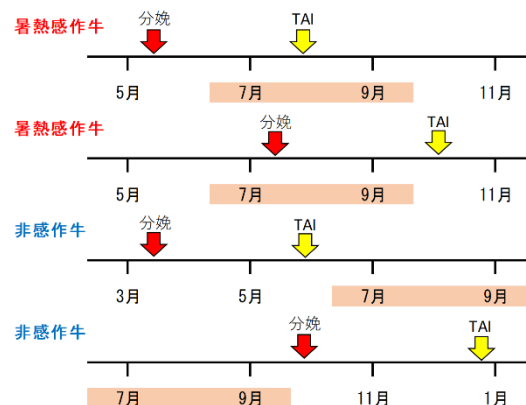 暑熱感作牛
分娩 TAI
5月 7月 9月 11月
暑熱感作牛
分娩 TAI
5月 7月 9月 11月
非感作牛
分娩 TAI
3月 5月 7月 9月
非感作牛
分娩 TAI
7月 9月 11月 1月